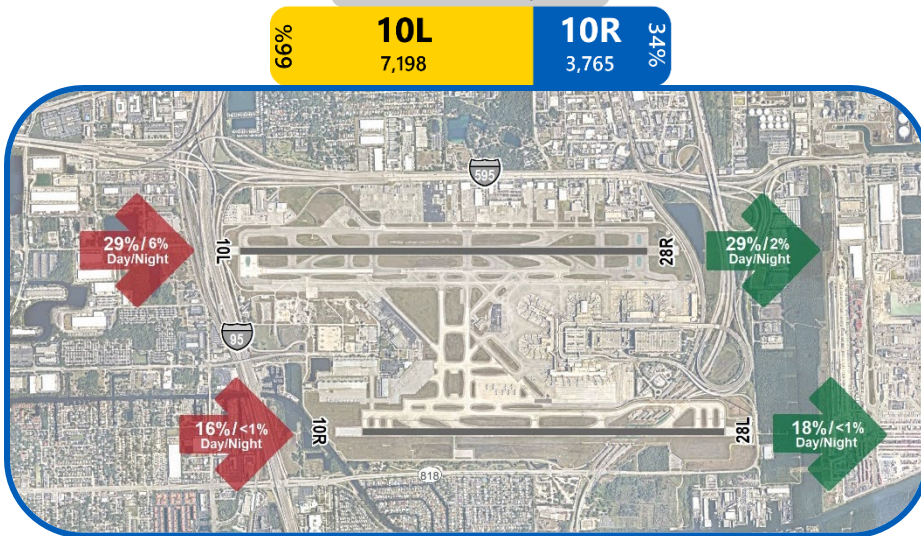 66%
10L
7,198
10R
3,765
34%
595
29%/6%
Day/Night
10L
28R
29%/2%
Day/Night
95
16%/<1%
Day/Night
10R
28L
18%/<1%
Day/Night
818